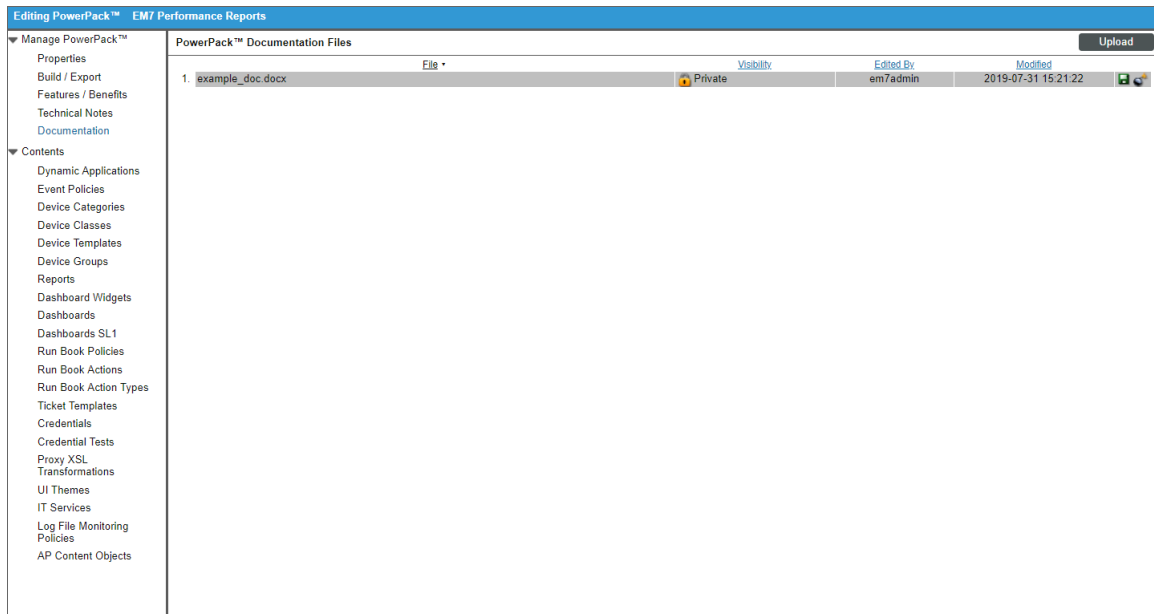 Editing PowerPack™ EM7 Performance Reports
Manage PowerPack™
Properties
Build / Export
Features / Benefits
Technical Notes
Documentation
Contents
Dynamic Applications
Event Policies
Device Categories
Device Classes
Device Templates
Device Groups
Reports
Dashboard Widgets
Dashboards
Dashboards SL1
Run Book Policies
Run Book Actions
Run Book Action Types
Ticket Templates
Credentials
Credential Tests
Proxy XSL
Transformations
UI Themes
IT Services
Log File Monitoring
Policies
AP Content Objects
PowerPack™ Documentation Files Upload
File Visibility Edited By Modified
1. example_doc.docx Private em7admin 2019-07-31 15:21:22